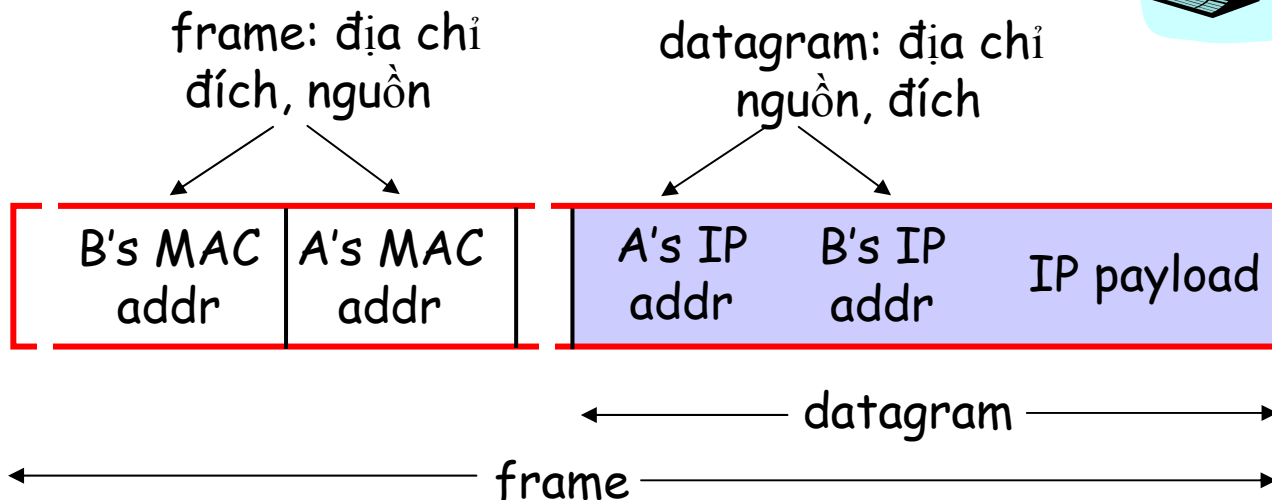 frame: địa chỉ
đích, nguồn
datagram: địa chỉ
nguồn, đích
B's MAC
addr
A's MAC
addr
A's IP
addr
B's IP
addr
IP payload
datagram
frame